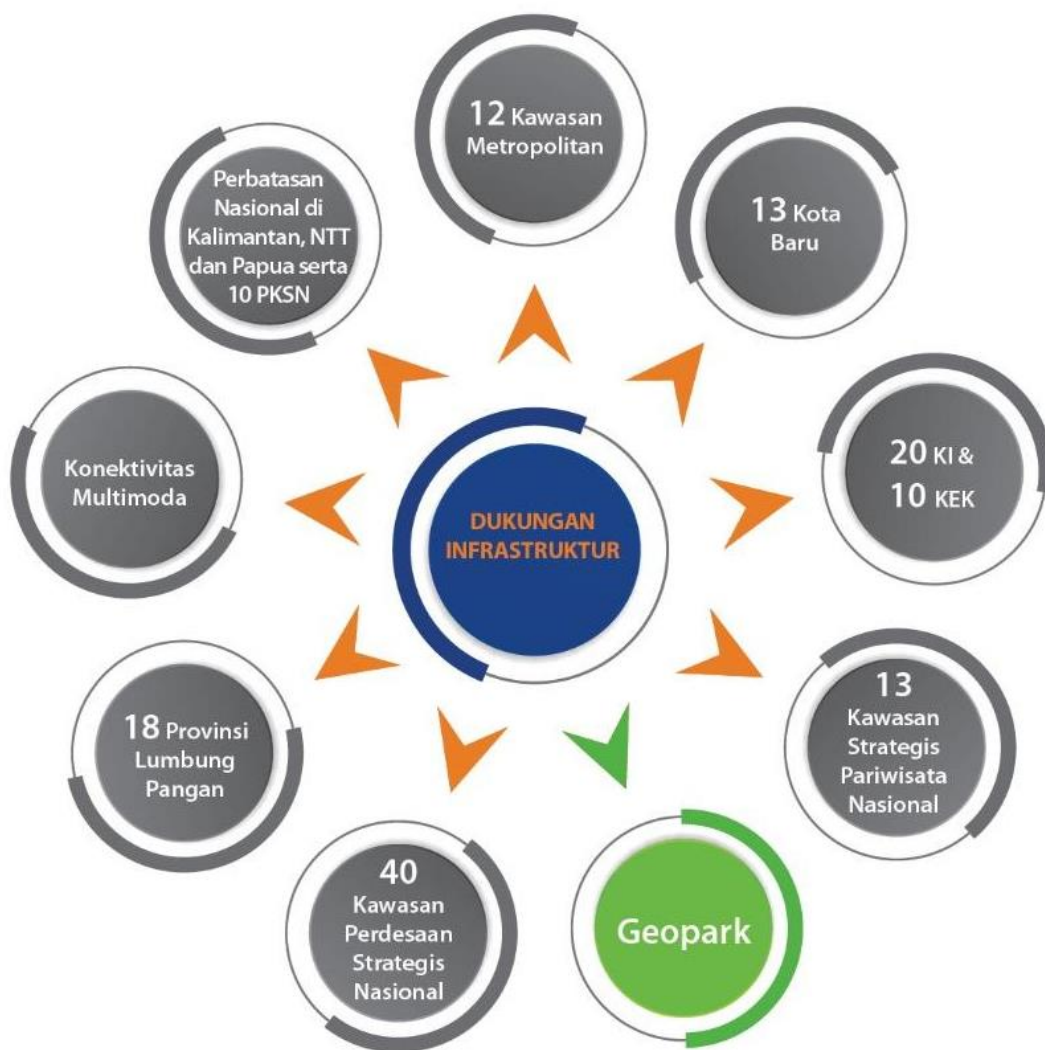 12 Kawasan
Metropolitan
13 Kota
Baru
20 KI &
10 KEK
13
Kawasan
Strategis
Pariwisata
Nasional
Geopark
40
Kawasan
Perdesaan
Strategis
Nasional
18 Provinsi
Lumbung
Pangan
Konektivitas
Multimoda
Perbatasan
Nasional di
Kalimantan, NTT
dan Papua serta
10 PKSN
DUKUNGAN
INFRASTRUKTUR